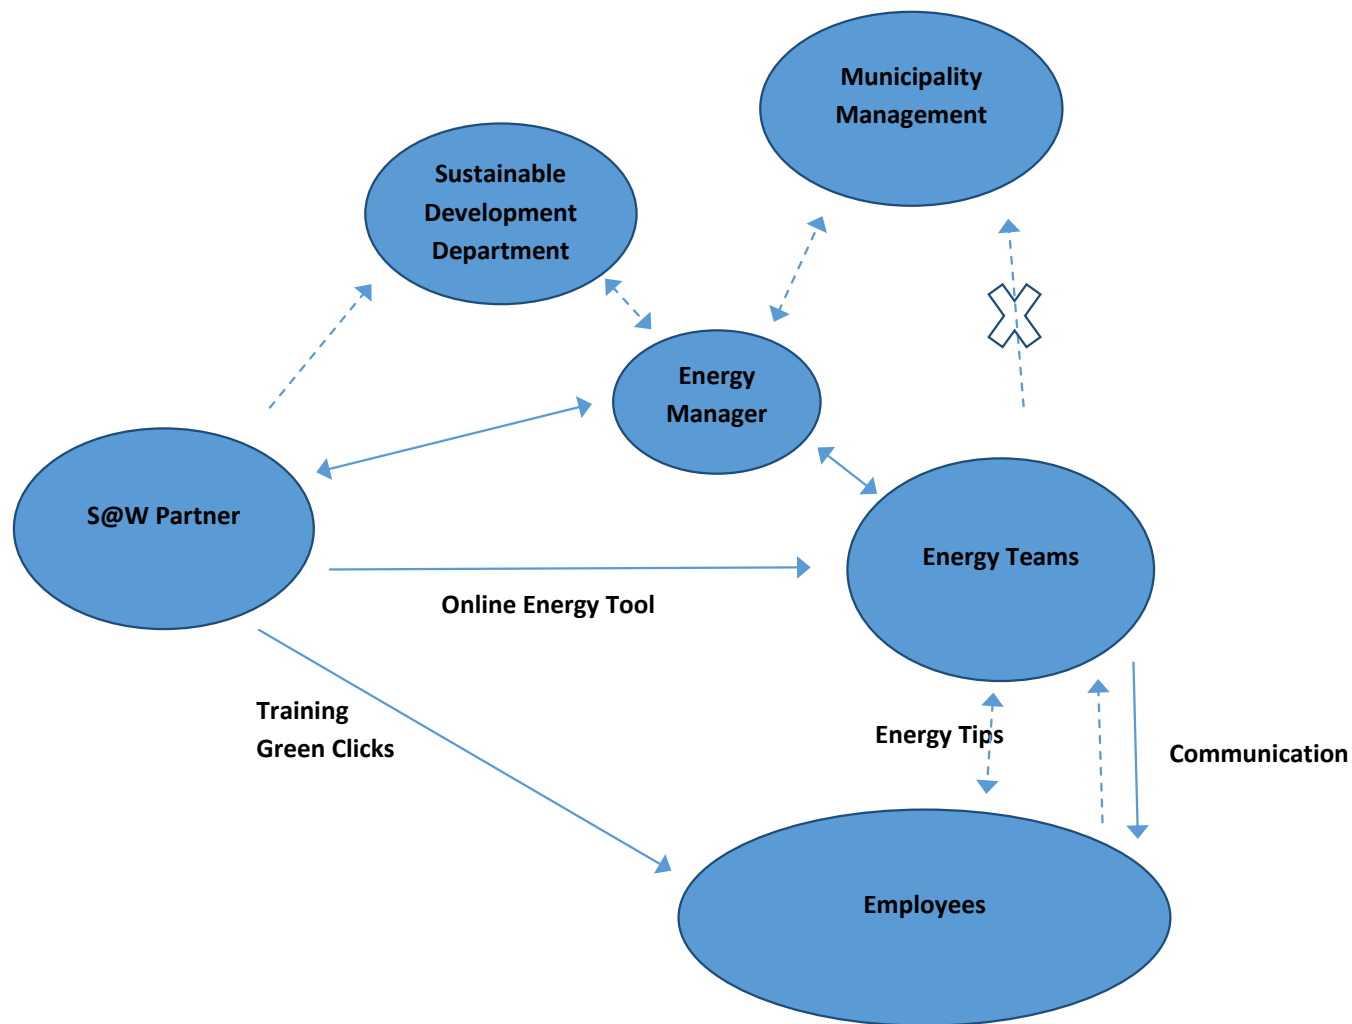 Municipality
Management
Sustainable
Development
Department
Energy
Manager
S@W Partner
Energy Teams
Online Energy Tool
Training
Green Clicks
Energy Tips
Communication
Employees